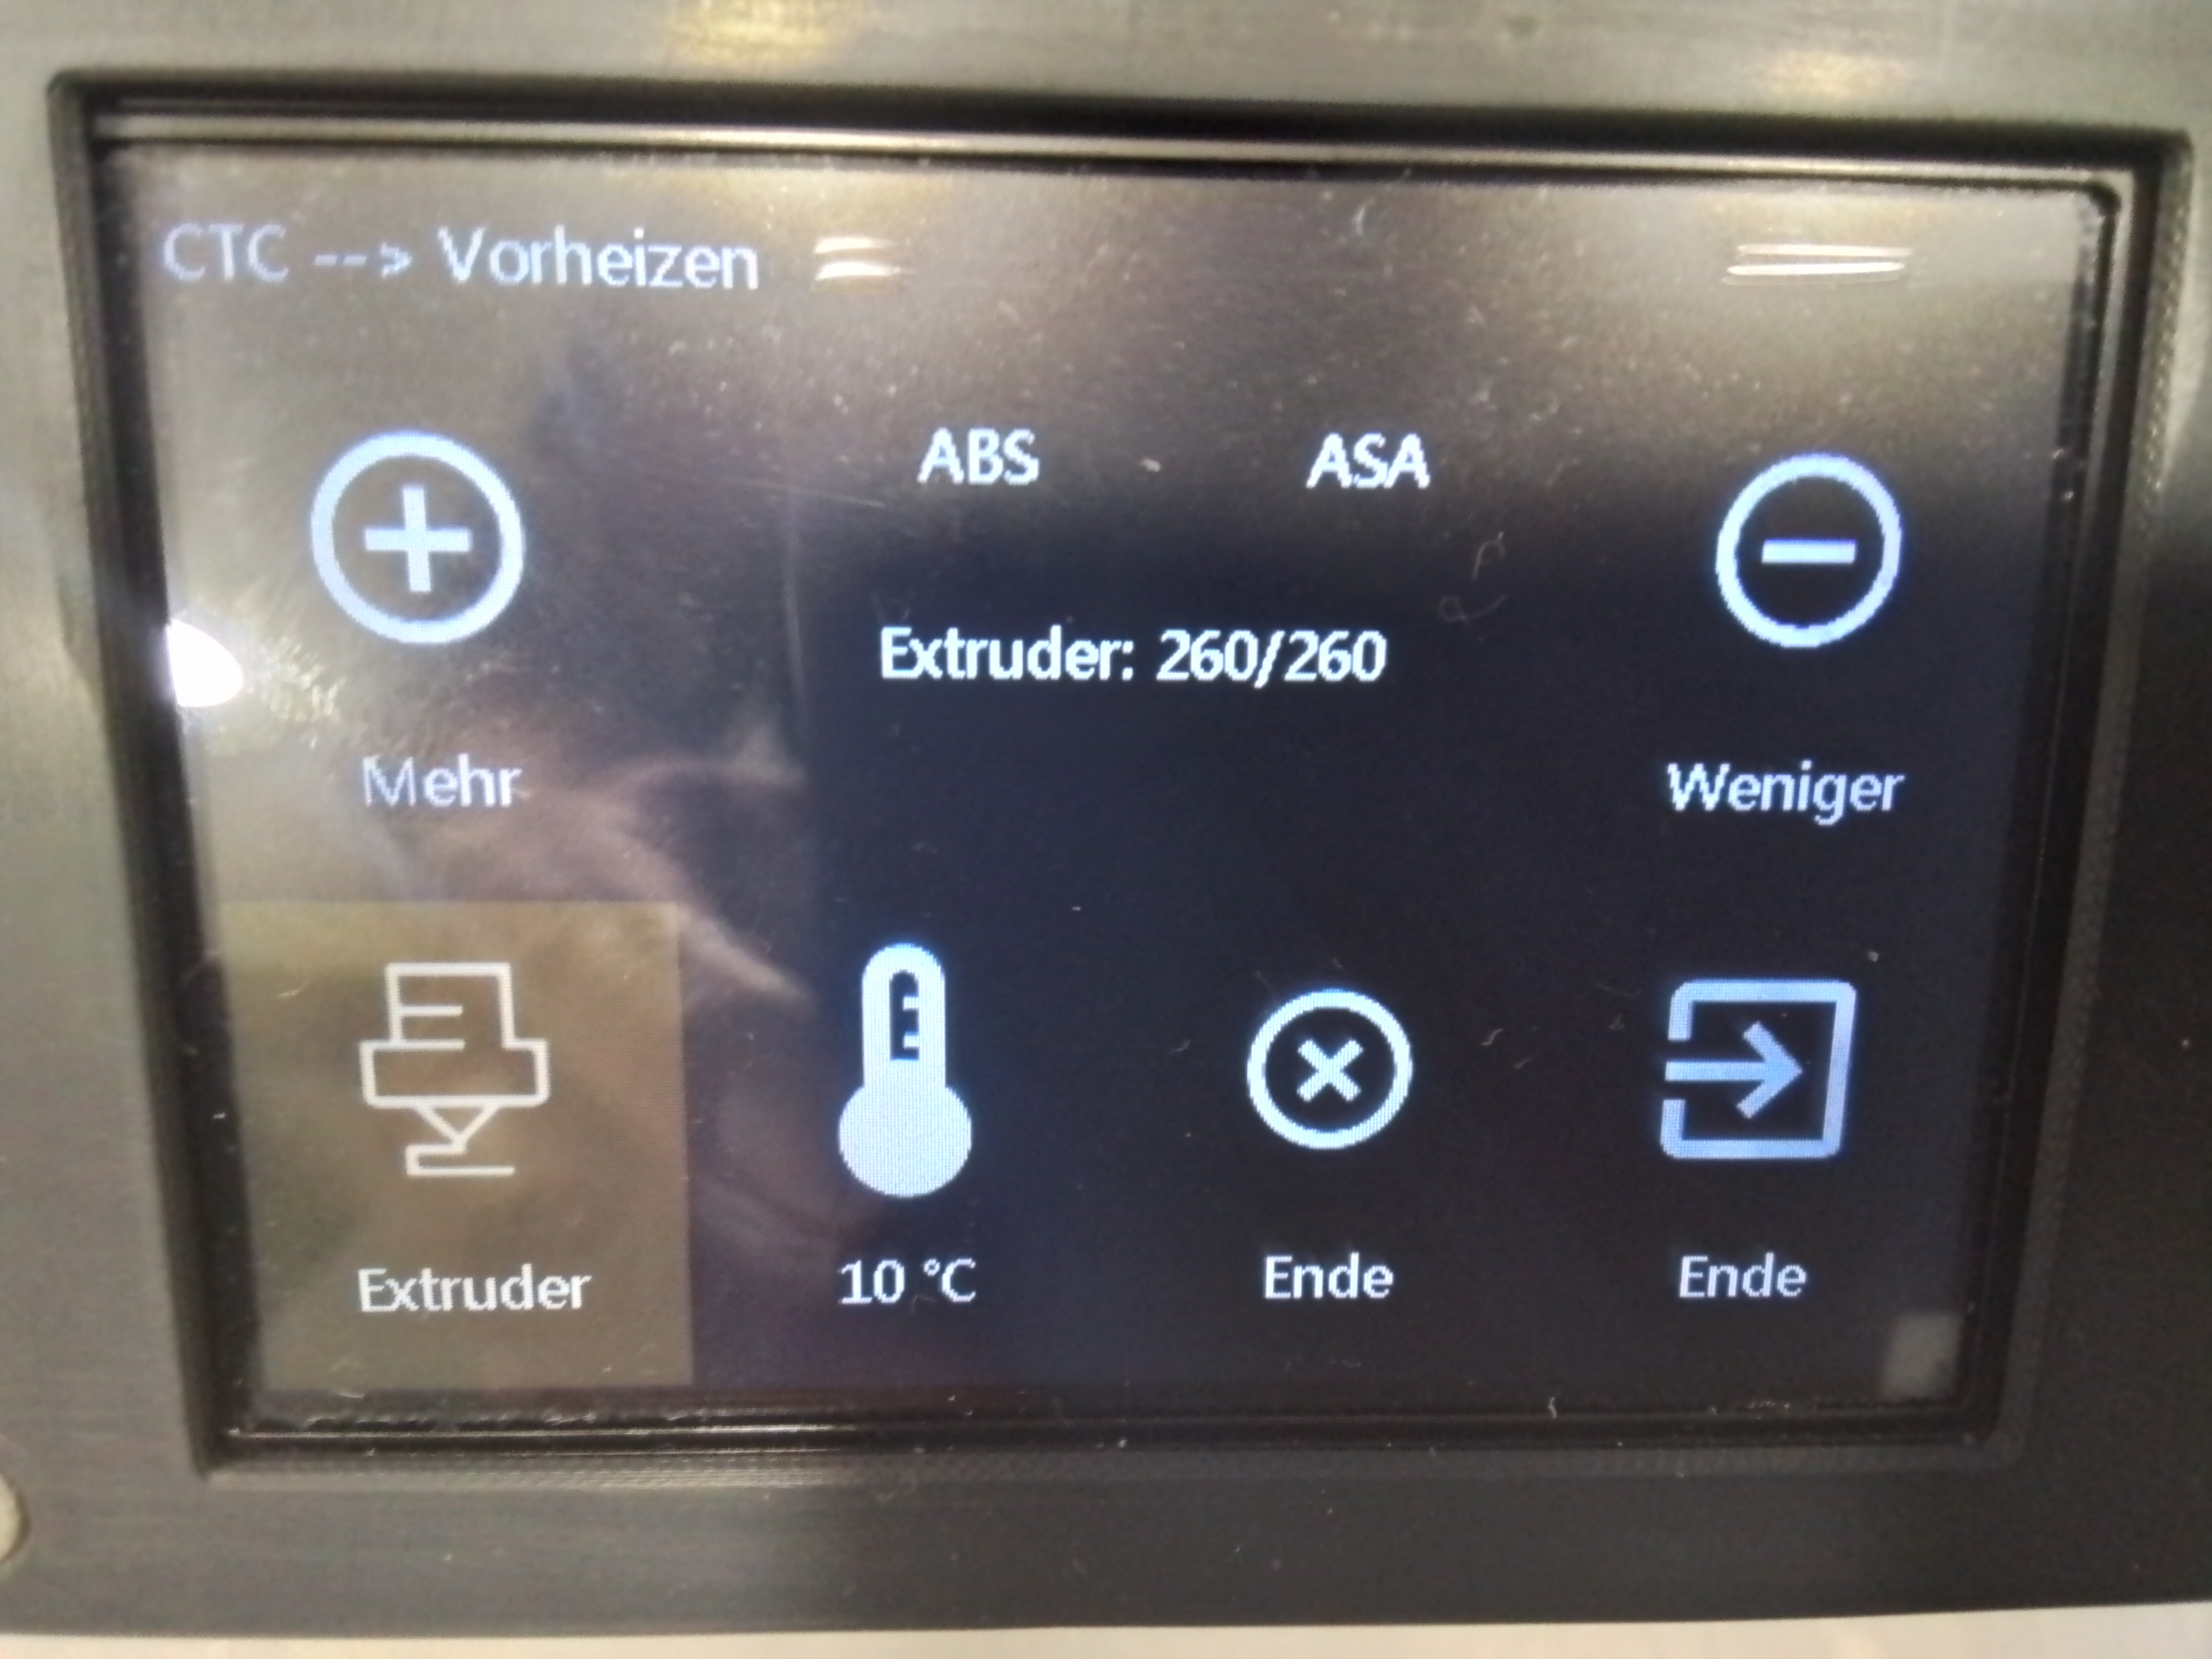 CTC --> Vorheizen
ABS ASA
Extruder: 260/260
Mehr Weniger
Extruder 10 °C Ende Ende